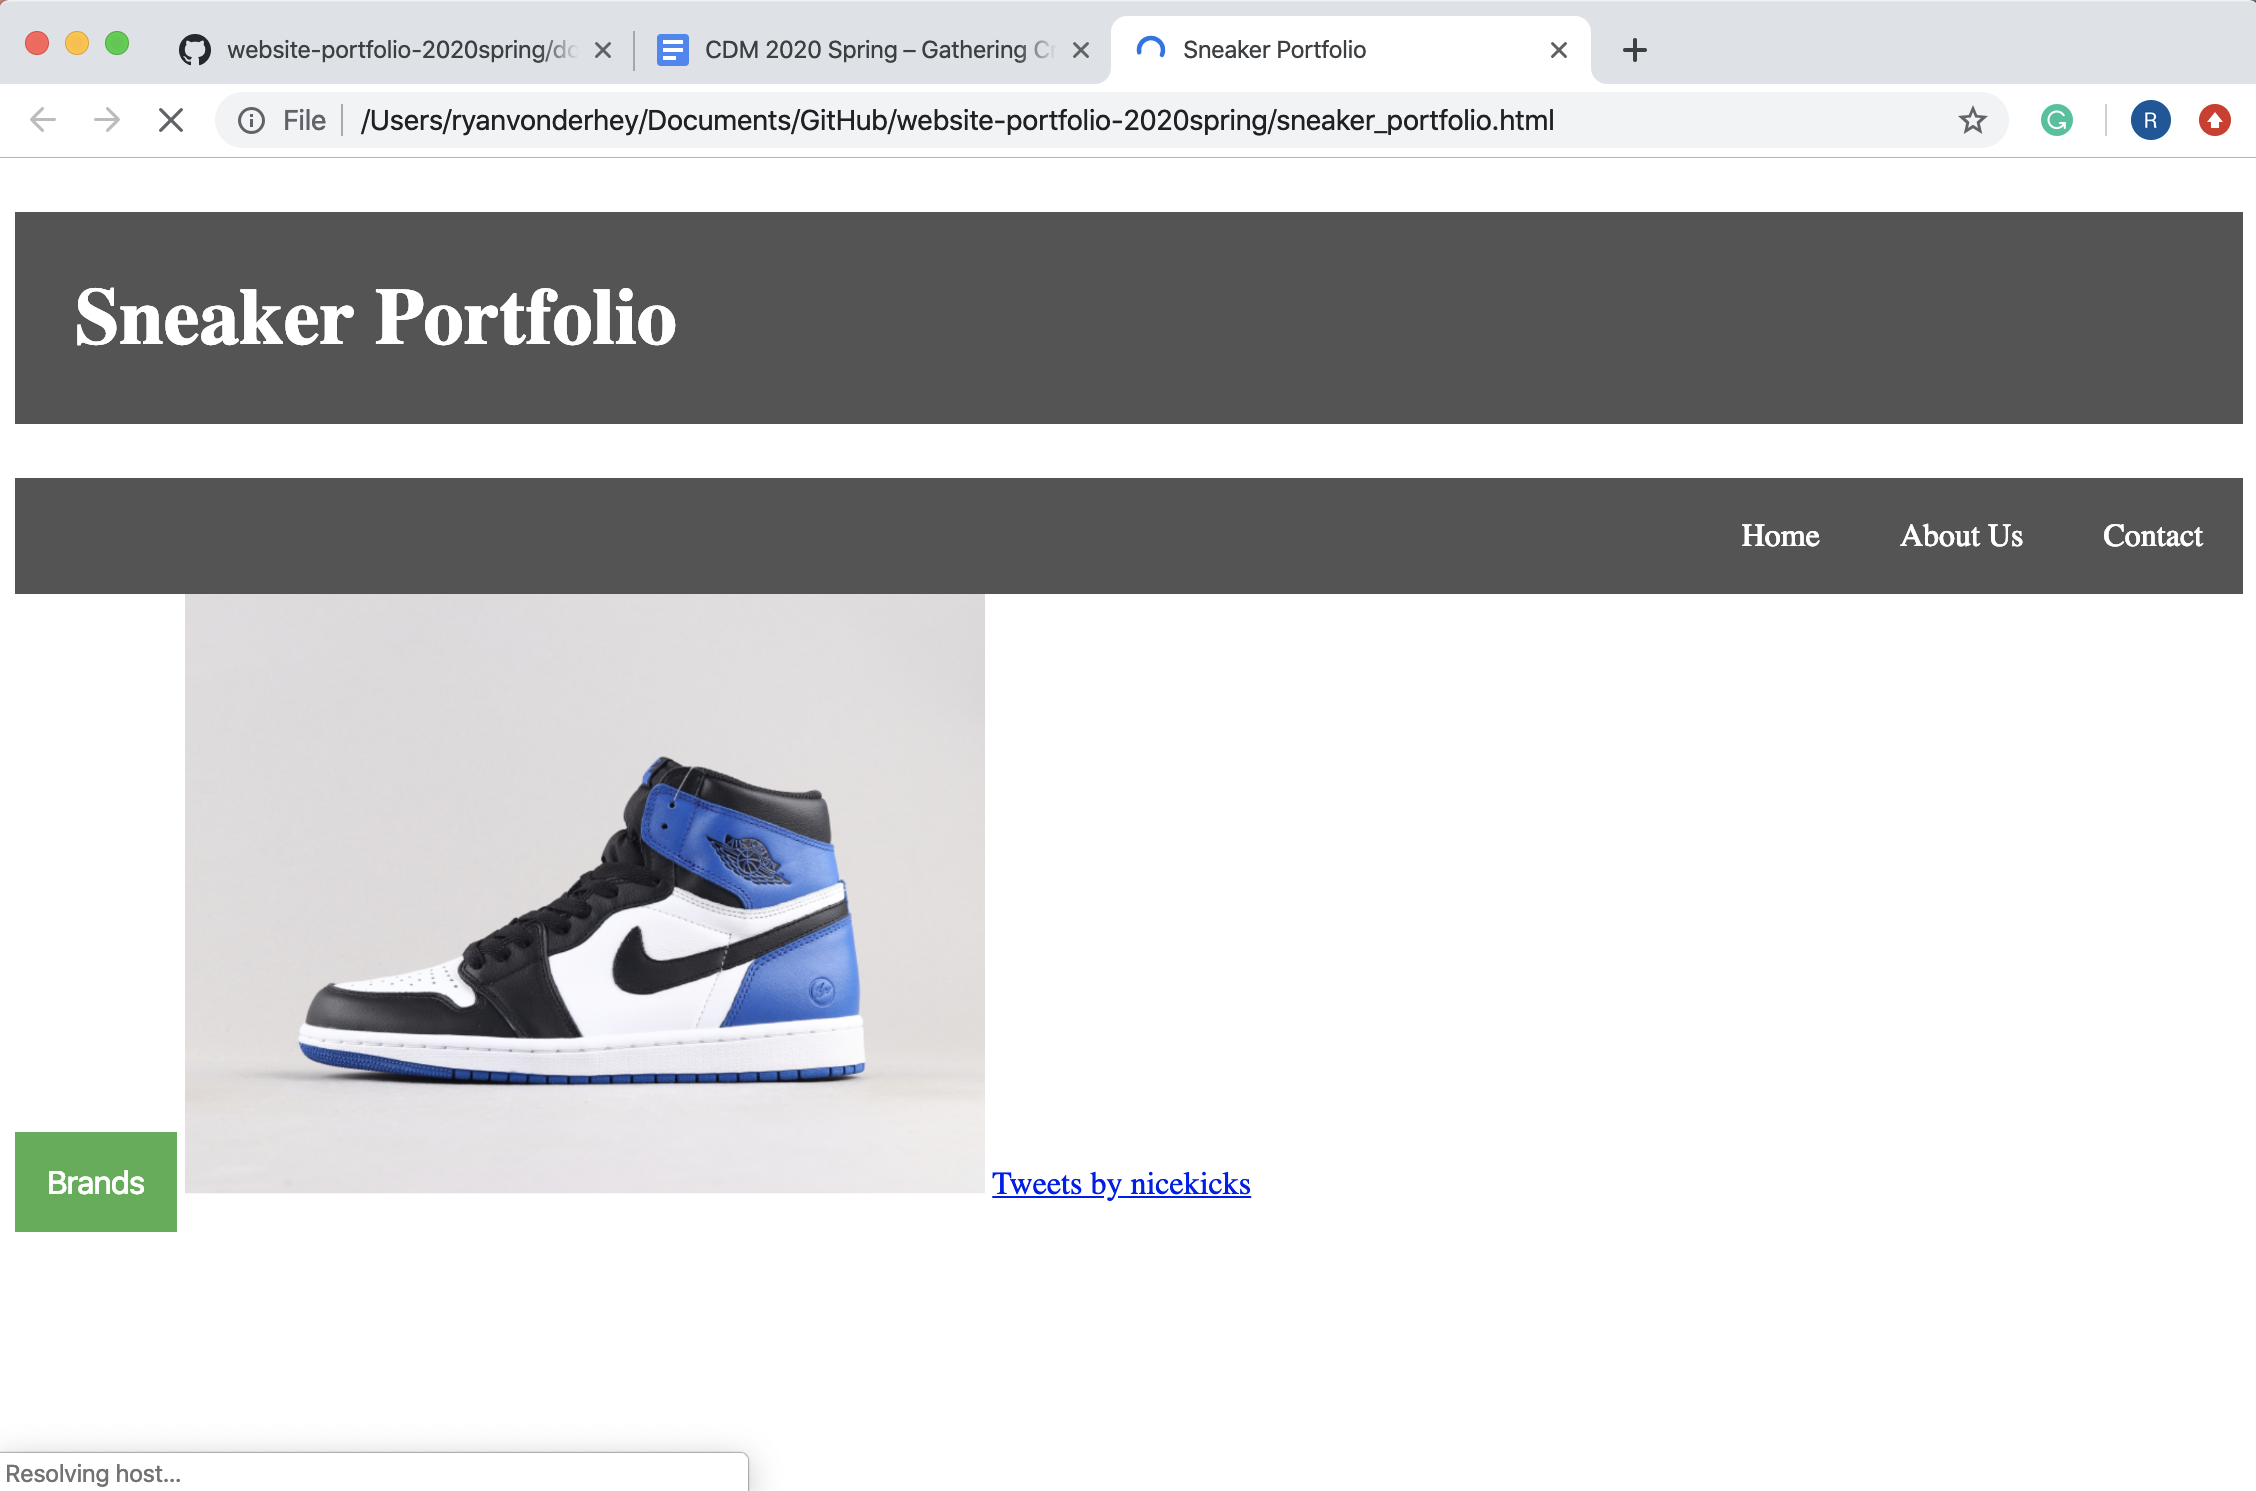 website-portfolio-2020spring/do
CDM 2020 Spring – Gathering Cr
Sneaker Portfolio
File
/Users/ryanvonderhey/Documents/GitHub/website-portfolio-2020spring/sneaker_portfolio.html
R
Sneaker Portfolio
Home
About Us
Contact
Brands
Tweets by nicekicks
Resolving host...